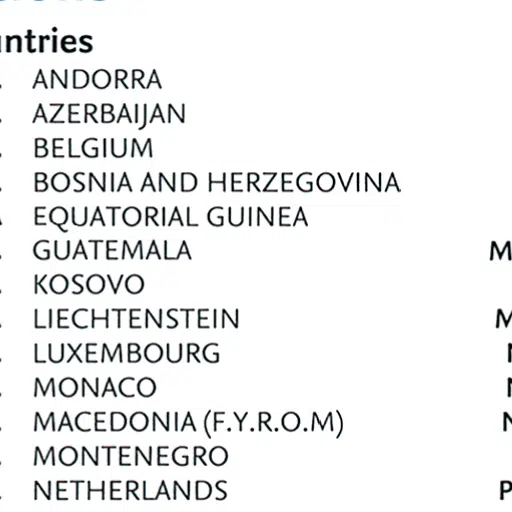 ntries
ANDORRA
AZERBAIJAN
BELGIUM
BOSNIA AND HERZEGOVINA
EQUATORIAL GUINEA
GUATEMALA M
KOSOVO
LIECHTENSTEIN M
LUXEMBOURG
MONACO
MACEDONIA (F.Y.R.O.M)
MONTENEGRO
NETHERLANDS P